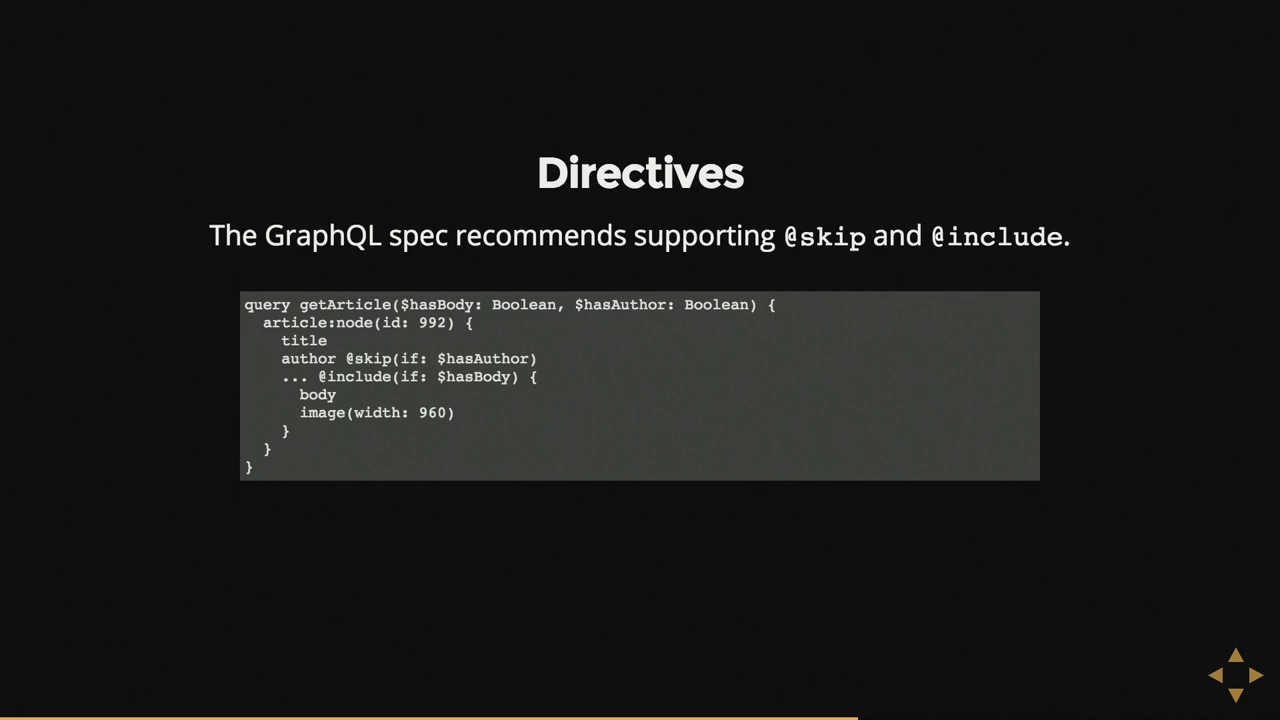 Directives
The GraphQL spec recommends supporting @skip and @include.
query getArticle($hasBody: Boolean, $hasAuthor: Boolean) {
  article:node(id: 992) {
    title
    author @skip(if: $hasAuthor)
    ... @include(if: $hasBody) {
      body
      image(width: 960)
    }
  }
}